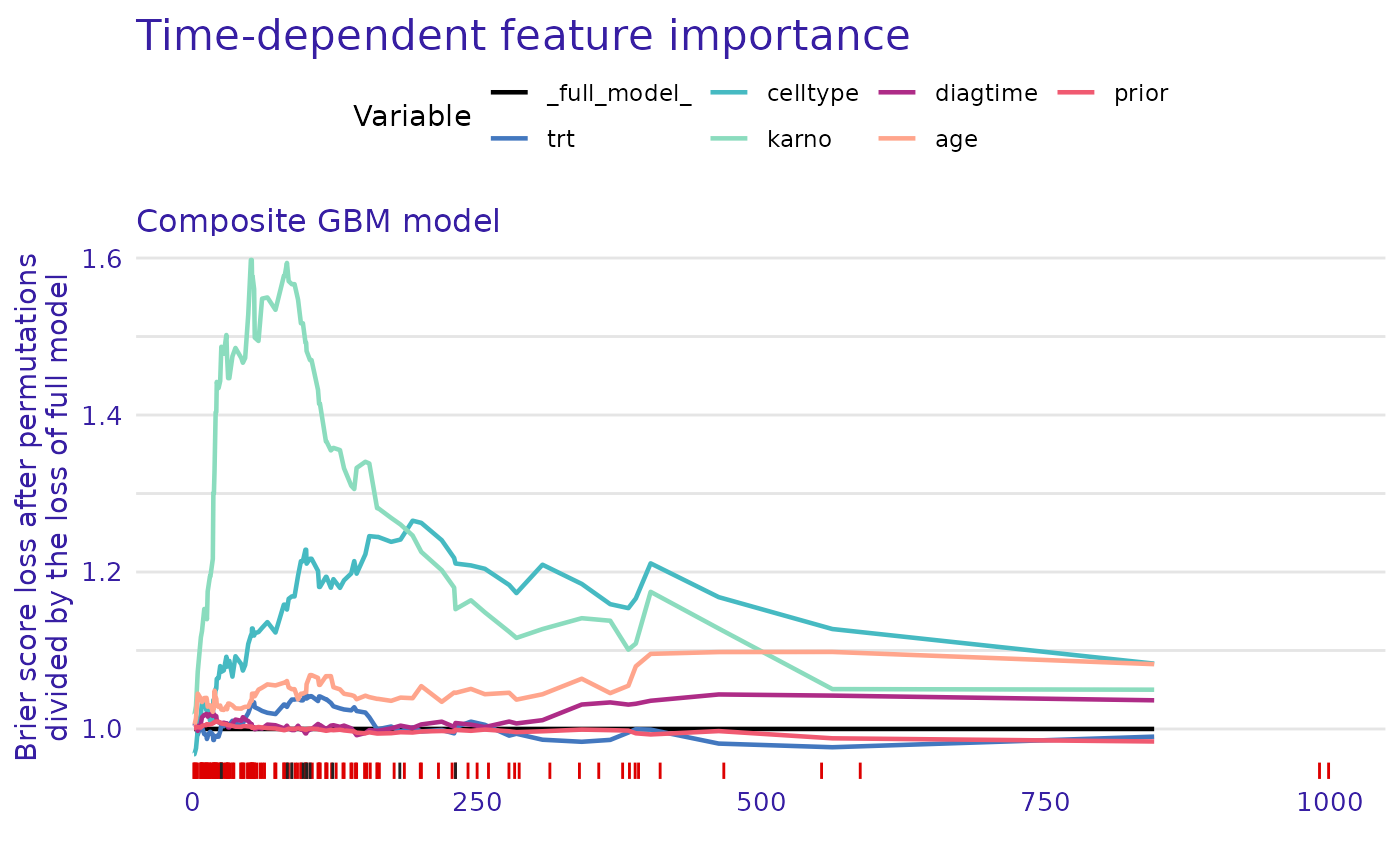 Time-dependent feature importance
Variable
_full_model_ celltype diagtime prior
trt karno age
Composite GBM model
Brier score loss after permutations
divided by the loss of full model
1.6
1.4
1.2
1.0
0 250 500 750 1000